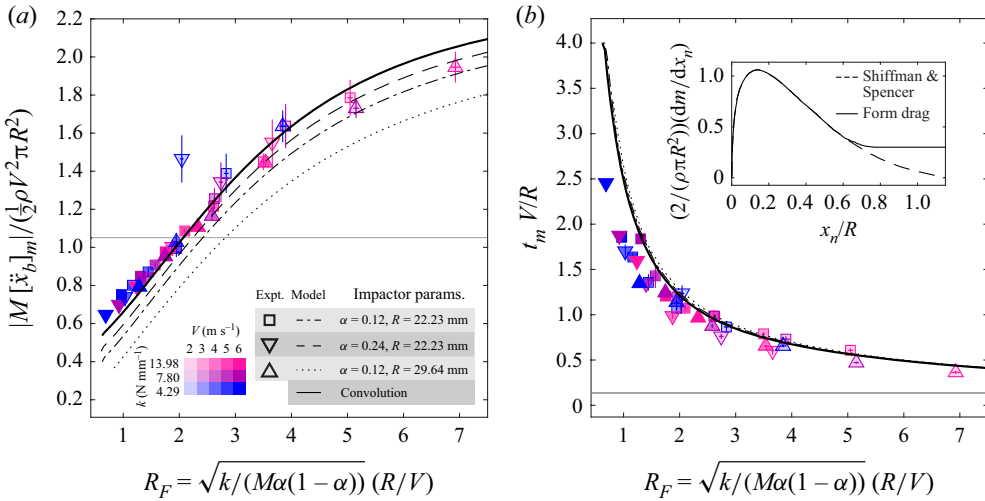 (a)
2.2
2.0
1.8
1.6
1.4
1.2
1.0
0.8
0.6
0.4
0.2
|M [ẍ_b]_m|/(½ρV²πR²)
Expt. Model Impactor params.
α = 0.12, R = 22.23 mm
α = 0.24, R = 22.23 mm
α = 0.12, R = 29.64 mm
Convolution
V (m s⁻¹)
2 3 4 5 6
k (N mm⁻¹)
13.98
7.80
4.29
1 2 3 4 5 6 7
R_F = √k/(Mα(1 − α)) (R/V)
(b)
4.0
3.5
3.0
2.5
2.0
1.5
1.0
0.5
0
t_m V/R
(2/(ρπR²))(dm/dx_n)
1.0
0.6
0.3
0
Shiffman &
Spencer
Form drag
0 0.2 0.4 0.6 0.8 1.0
x_n/R
1 2 3 4 5 6 7
R_F = √k/(Mα(1 − α)) (R/V)